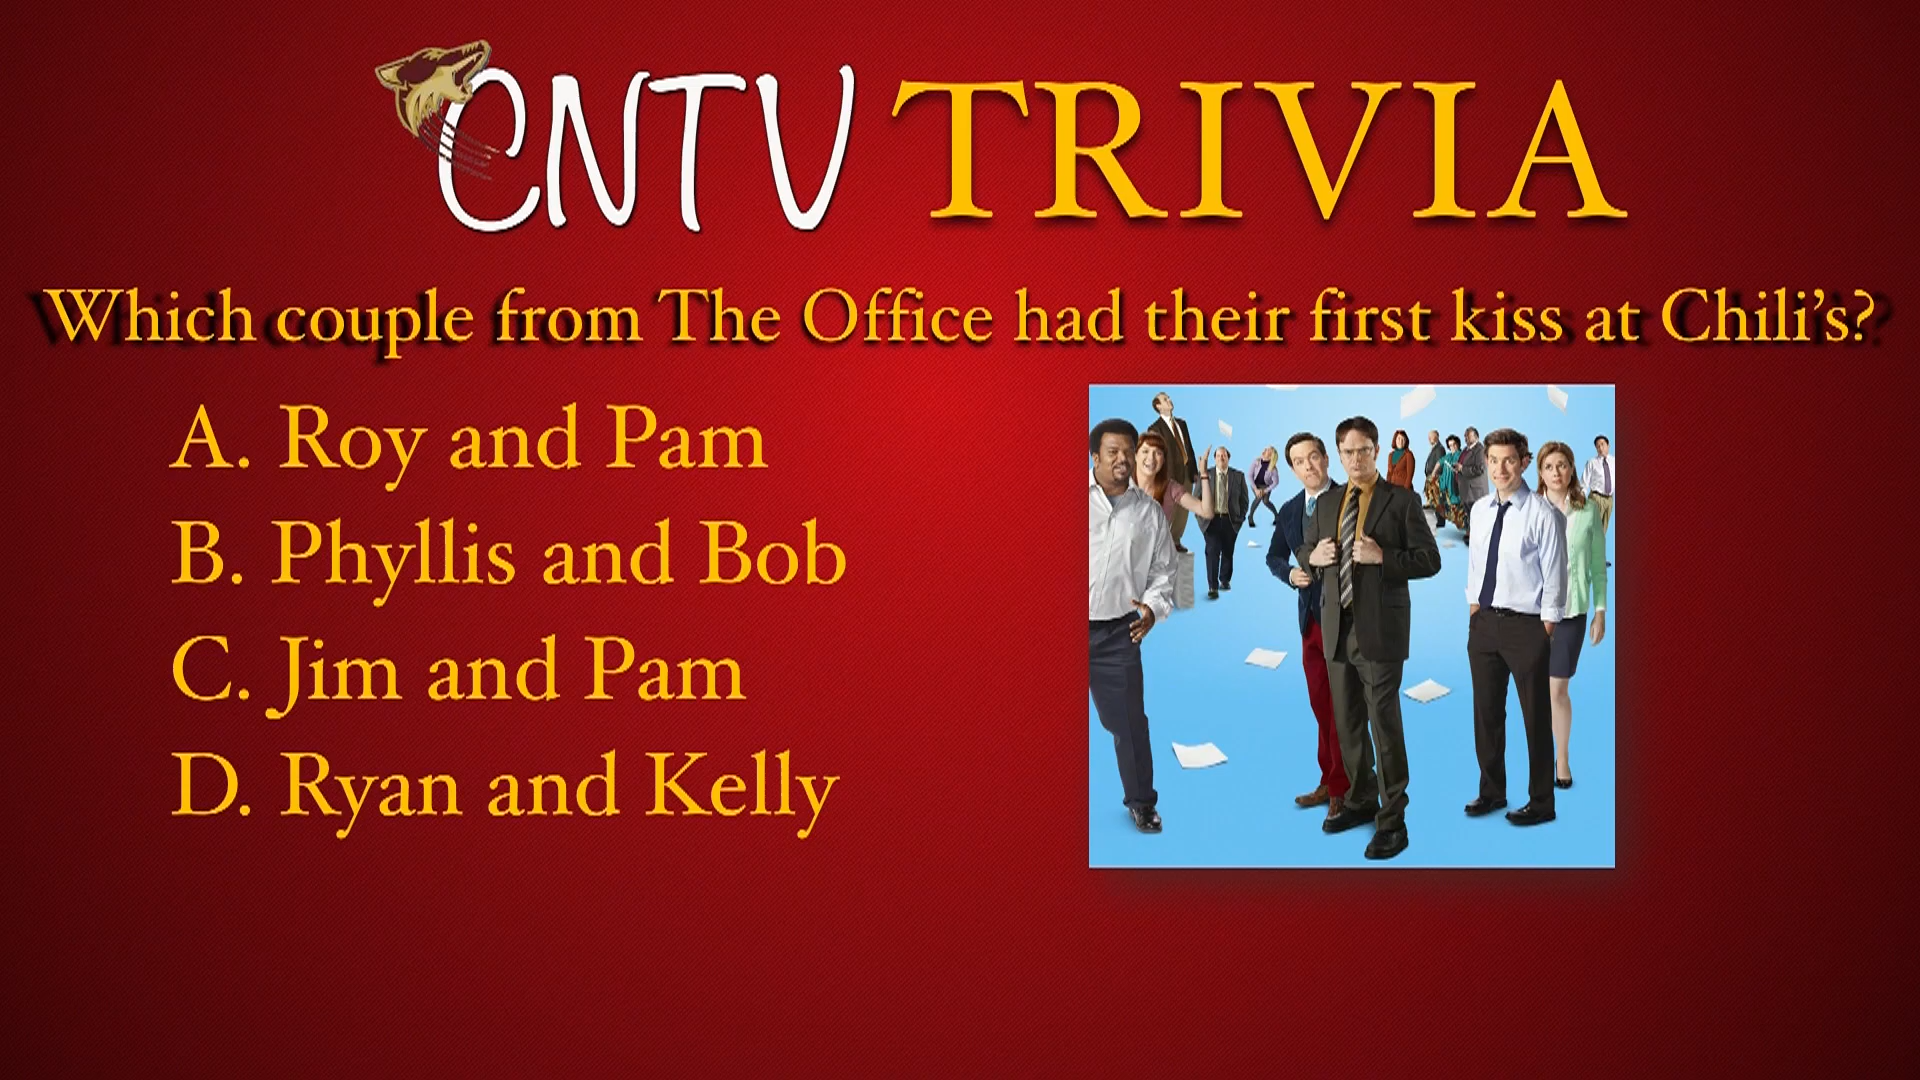 CNTV TRIVIA
Which couple from The Office had their first kiss at Chili's?
A. Roy and Pam
B. Phyllis and Bob
C. Jim and Pam
D. Ryan and Kelly